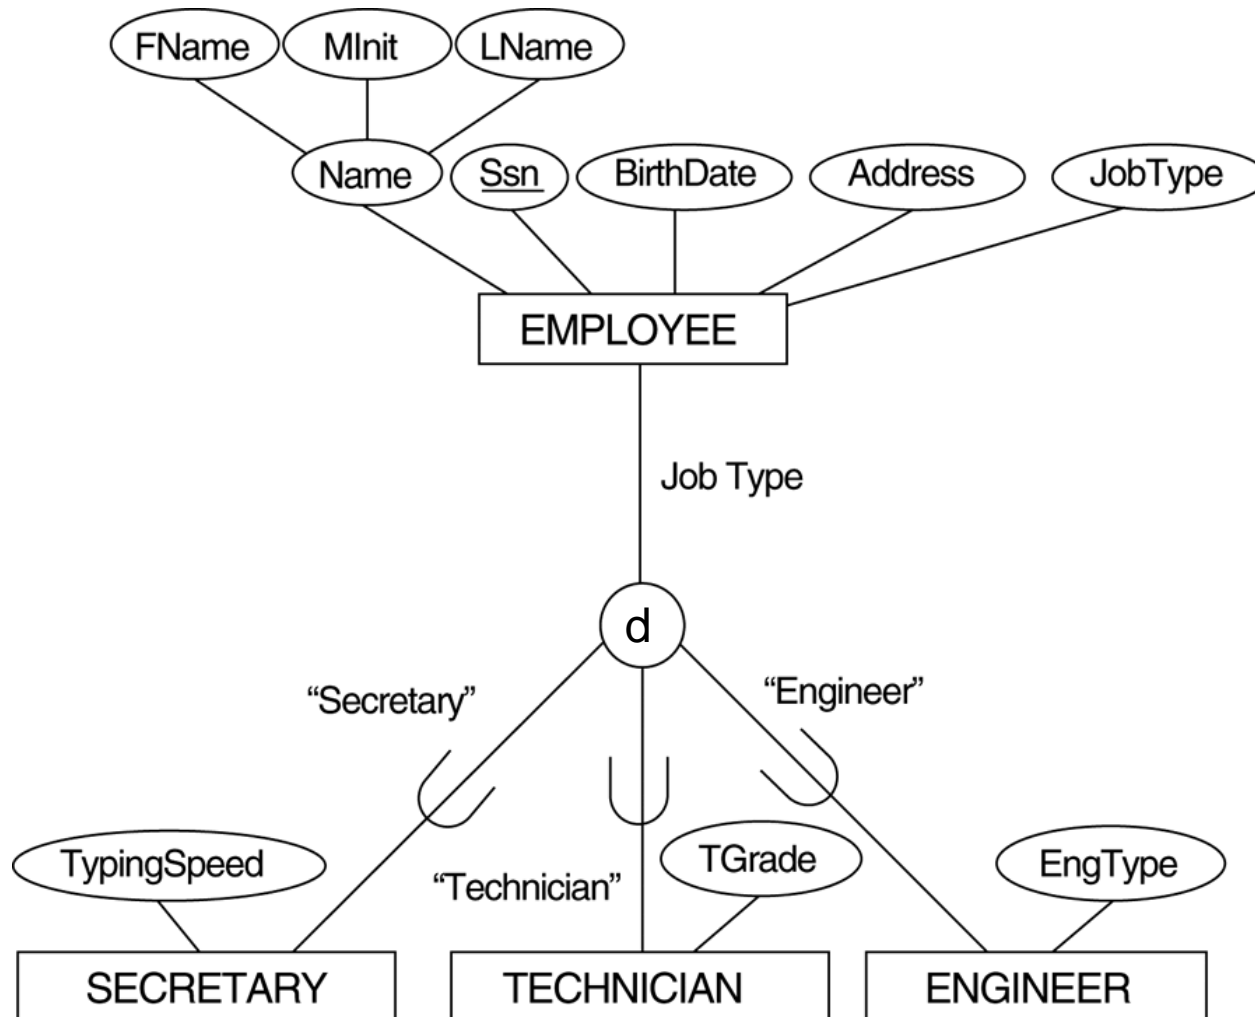 FName MInit LName
Name Ssn BirthDate Address JobType
EMPLOYEE
Job Type
d
“Secretary” “Engineer”
TypingSpeed “Technician” TGrade EngType
SECRETARY TECHNICIAN ENGINEER